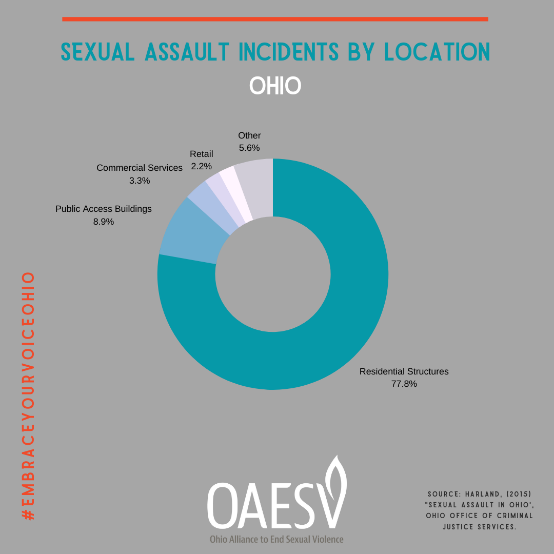 SEXUAL ASSAULT INCIDENTS BY LOCATION
OHIO
Other
5.6%
Retail
2.2%
Commercial Services
3.3%
Public Access Buildings
8.9%
Residential Structures
77.8%
#EMBRACEYOURVOICEOHIO
OAESV
Ohio Alliance to End Sexual Violence
SOURCE: HARLAND, (2015)
"SEXUAL ASSAULT IN OHIO",
OHIO OFFICE OF CRIMINAL
JUSTICE SERVICES.